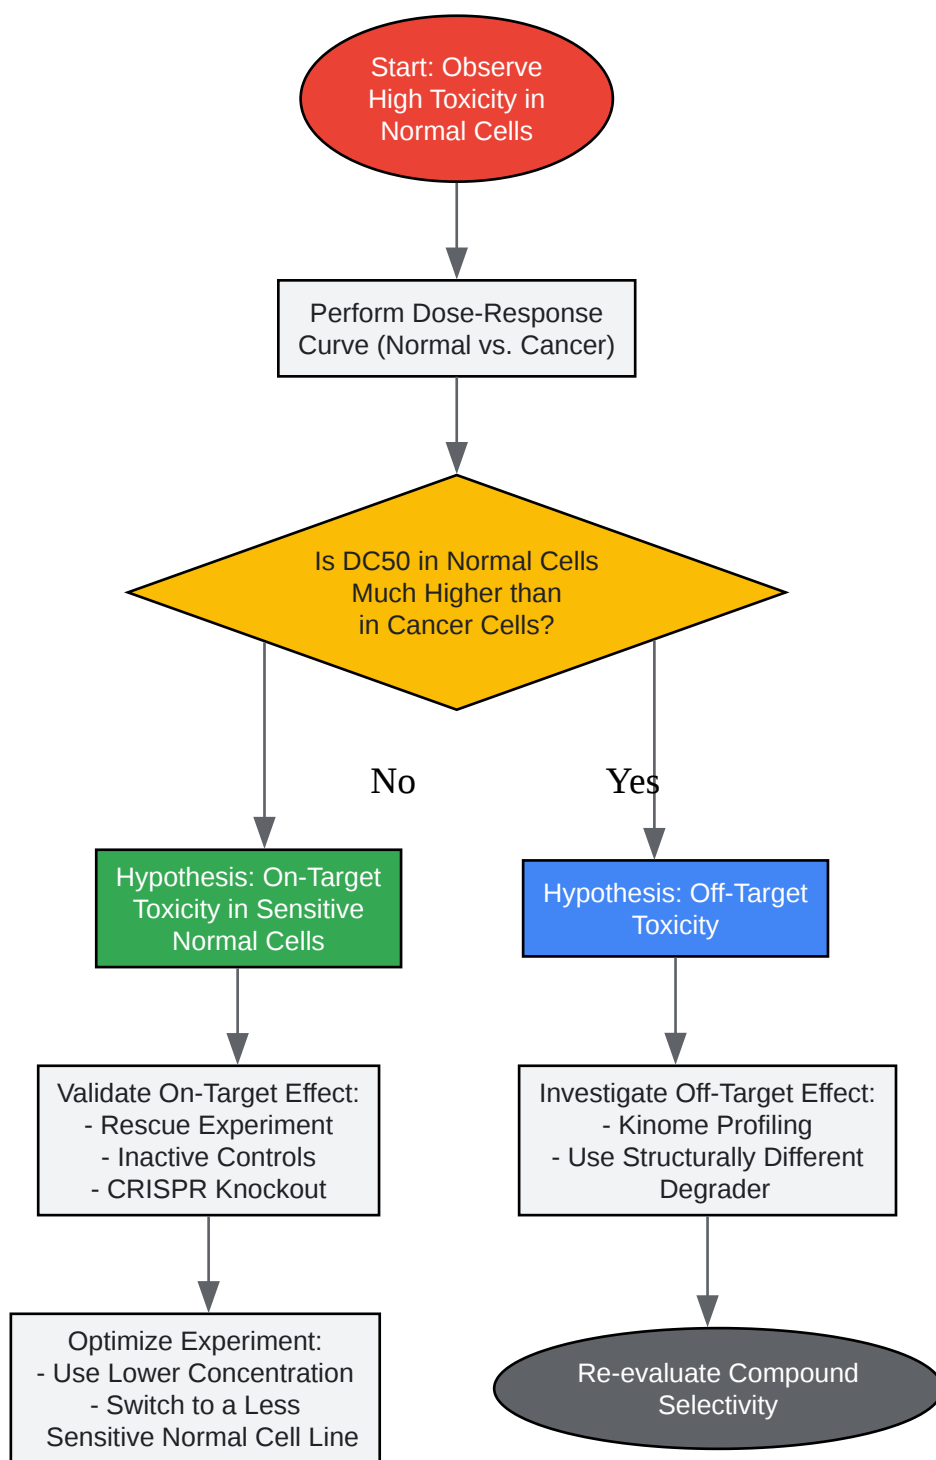 Start: Observe
High Toxicity in
Normal Cells
Perform Dose-Response
Curve (Normal vs. Cancer)
Is DC50 in Normal Cells
Much Higher than
in Cancer Cells?
No
Yes
Hypothesis: On-Target
Toxicity in Sensitive
Normal Cells
Hypothesis: Off-Target
Toxicity
Validate On-Target Effect:
- Rescue Experiment
- Inactive Controls
- CRISPR Knockout
Investigate Off-Target Effect:
- Kinome Profiling
- Use Structurally Different
Degrader
Optimize Experiment:
- Use Lower Concentration
- Switch to a Less
Sensitive Normal Cell Line
Re-evaluate Compound
Selectivity